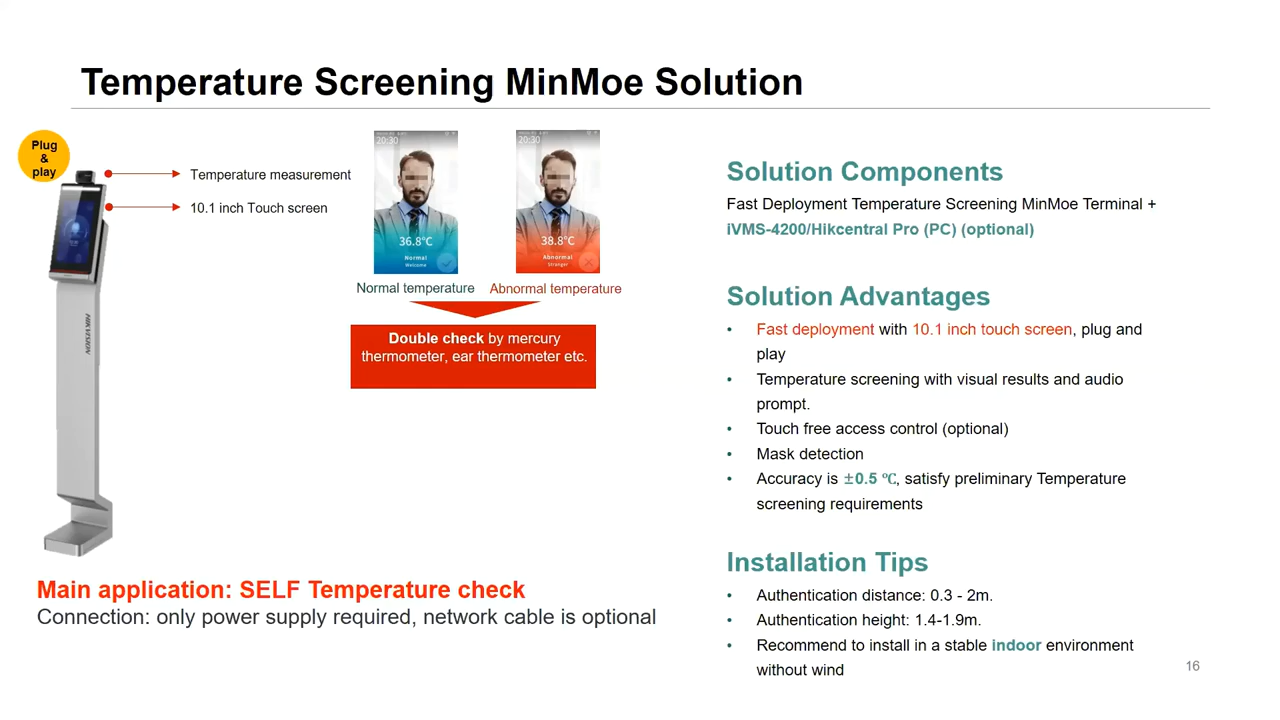 Temperature Screening MinMoe Solution
Plug
&
play
Temperature measurement
10.1 inch Touch screen
HIKVISION
20:30
36.8°C
Normal
Welcome
20:30
38.8°C
Abnormal
Stranger
Normal temperature
Abnormal temperature
Double check by mercury
thermometer, ear thermometer etc.
Main application: SELF Temperature check
Connection: only power supply required, network cable is optional
Solution Components
Fast Deployment Temperature Screening MinMoe Terminal +
iVMS-4200/Hikcentral Pro (PC) (optional)
Solution Advantages
• Fast deployment with 10.1 inch touch screen, plug and
play
• Temperature screening with visual results and audio
prompt.
• Touch free access control (optional)
• Mask detection
• Accuracy is ±0.5 ℃, satisfy preliminary Temperature
screening requirements
Installation Tips
• Authentication distance: 0.3 - 2m.
• Authentication height: 1.4-1.9m.
• Recommend to install in a stable indoor environment
without wind
16